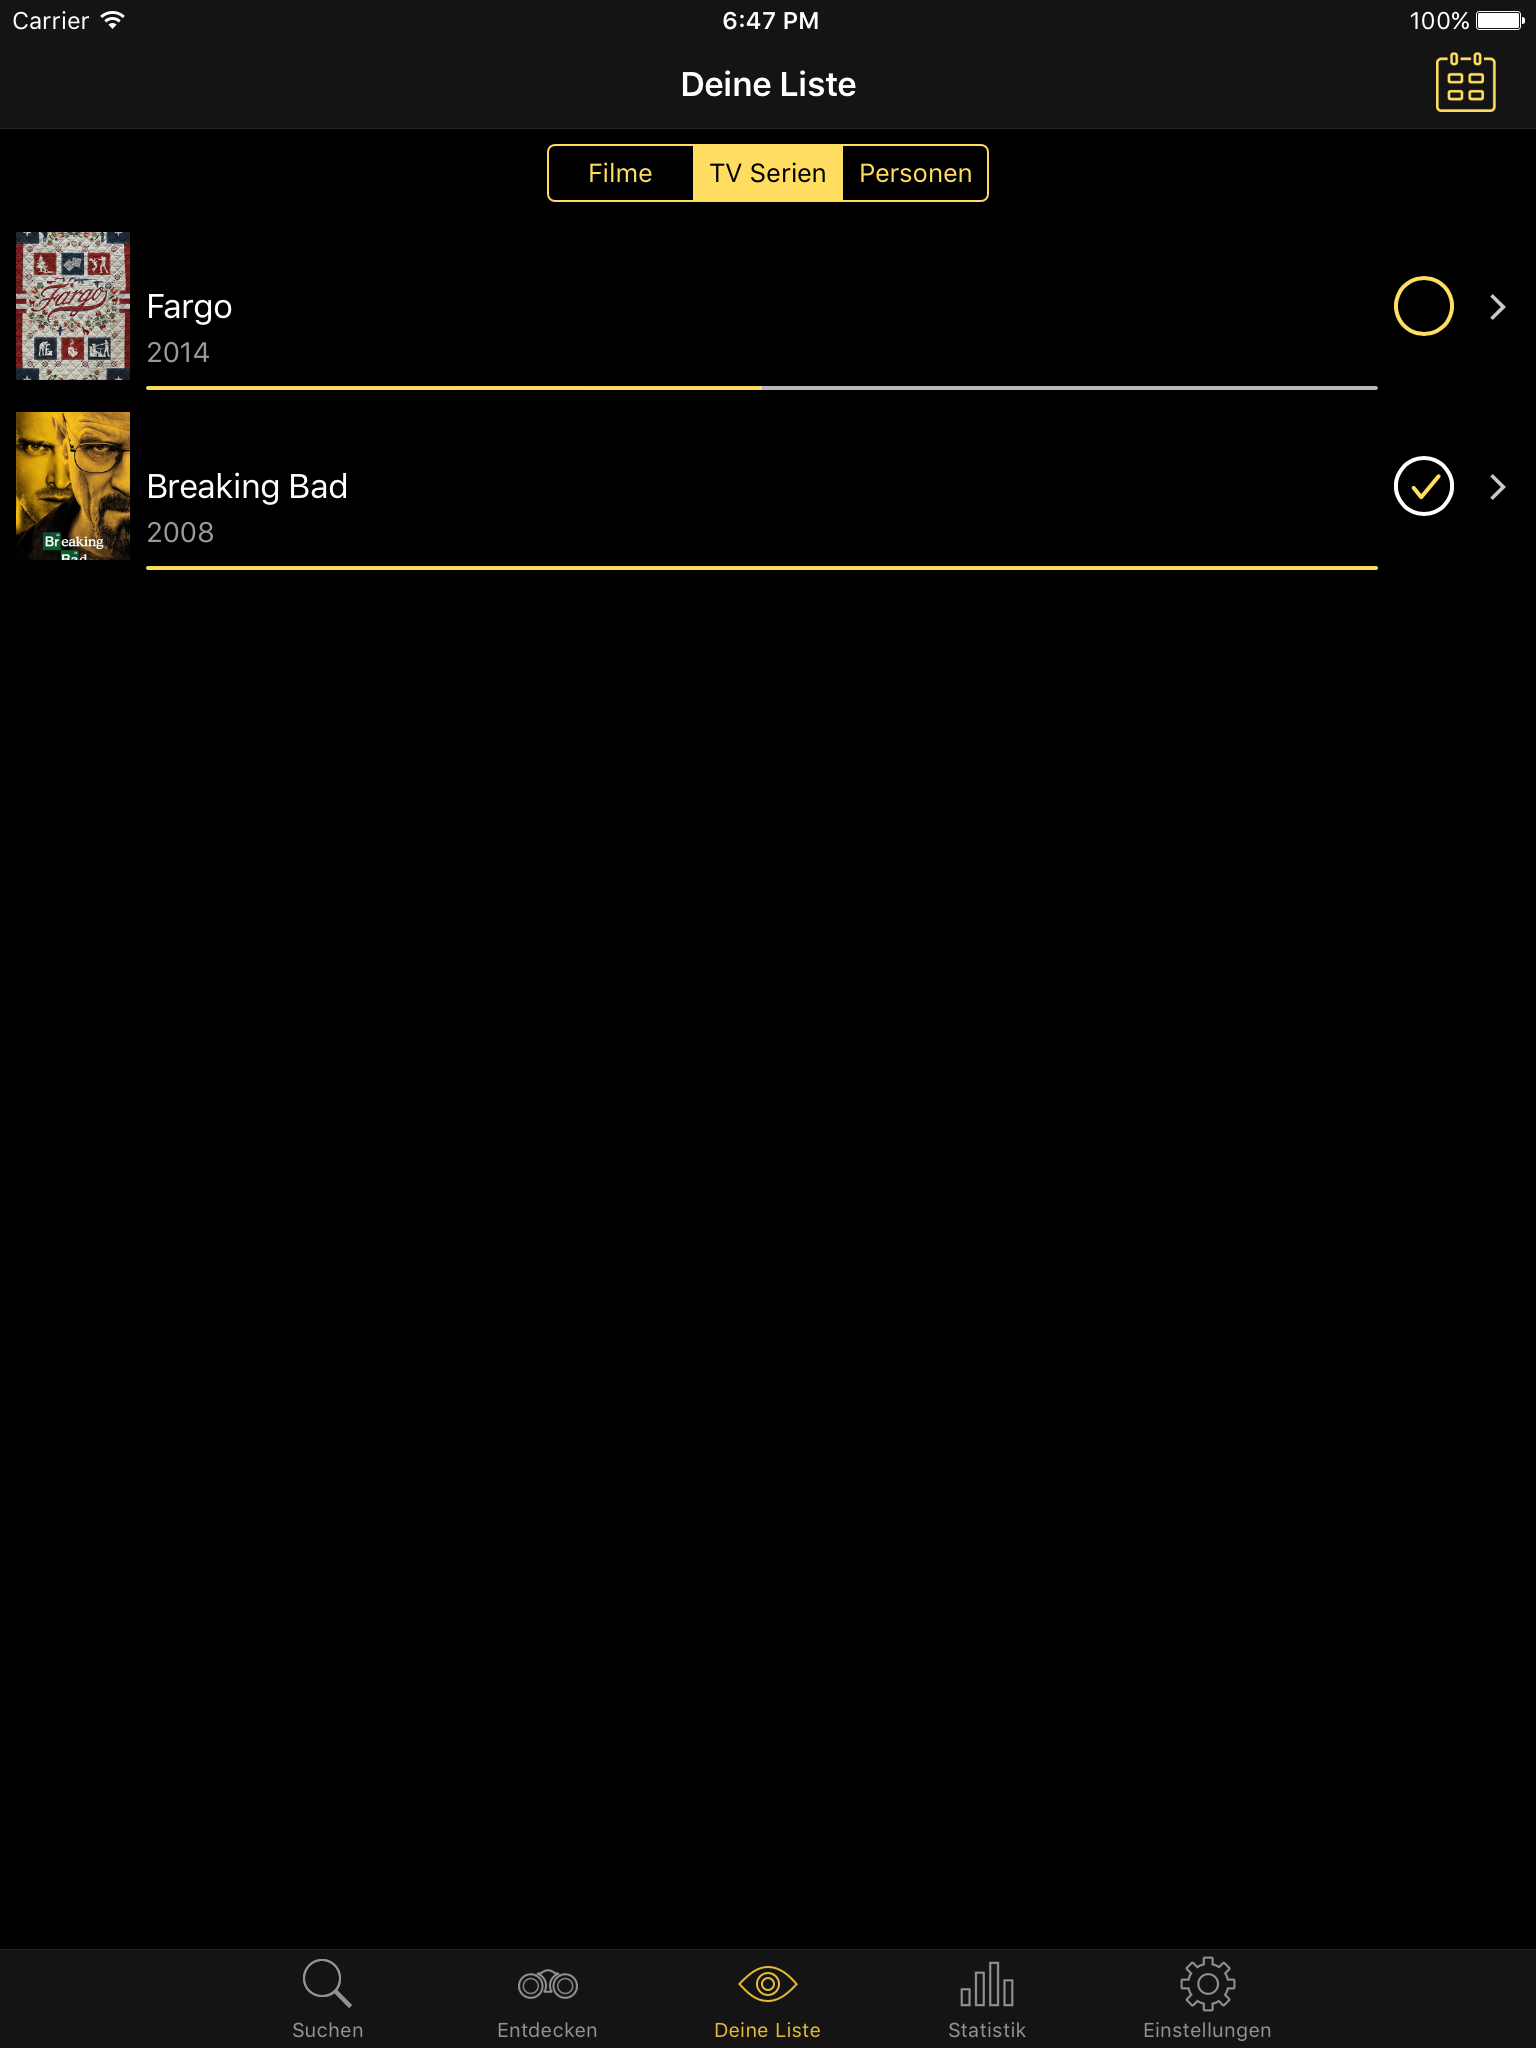 Carrier 6:47 PM 100%
Deine Liste
Filme TV Serien Personen
Fargo
Fargo
2014
Breaking Bad
Breaking
Bad
2008
Suchen Entdecken Deine Liste Statistik Einstellungen